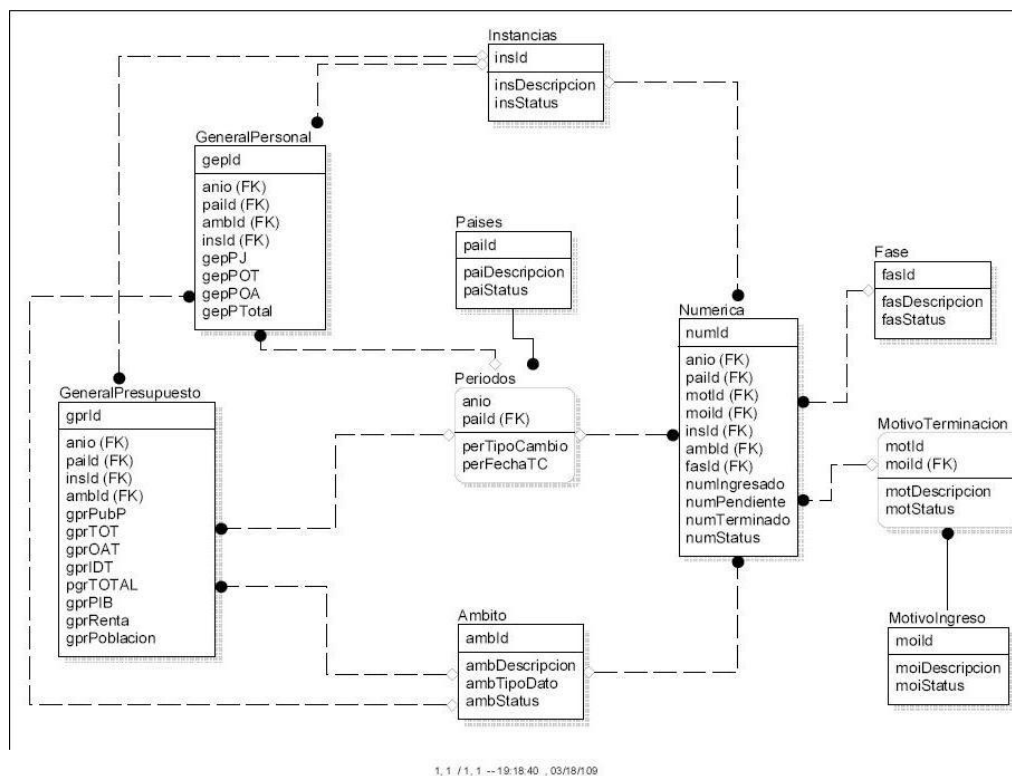 Instancias
insId
insDescripcion
insStatus
GeneralPersonal
gepId
anio (FK)
paiId (FK)
ambId (FK)
insId (FK)
gepPJ
gepPOT
gepPOA
gepPTotal
Paises
paiId
paiDescripcion
paiStatus
Fase
fasId
fasDescripcion
fasStatus
Numerica
numId
anio (FK)
paiId (FK)
motId (FK)
moiId (FK)
insId (FK)
ambId (FK)
fasId (FK)
numIngresado
numPendiente
numTerminado
numStatus
GeneralPresupuesto
gprId
anio (FK)
paiId (FK)
insId (FK)
ambId (FK)
gprPubP
gprTOT
gprOAT
gprIDT
pgrTOTAL
gprPIB
gprRenta
gprPoblacion
Periodos
anio
paiId (FK)
perTipoCambio
perFechaTC
MotivoTerminacion
motId
moiId (FK)
motDescripcion
motStatus
Ambito
ambId
ambDescripcion
ambTipoDato
ambStatus
MotivoIngreso
moiId
moiDescripcion
moiStatus
1, 1 / 1, 1 -- 19:18:40 , 03/18/109